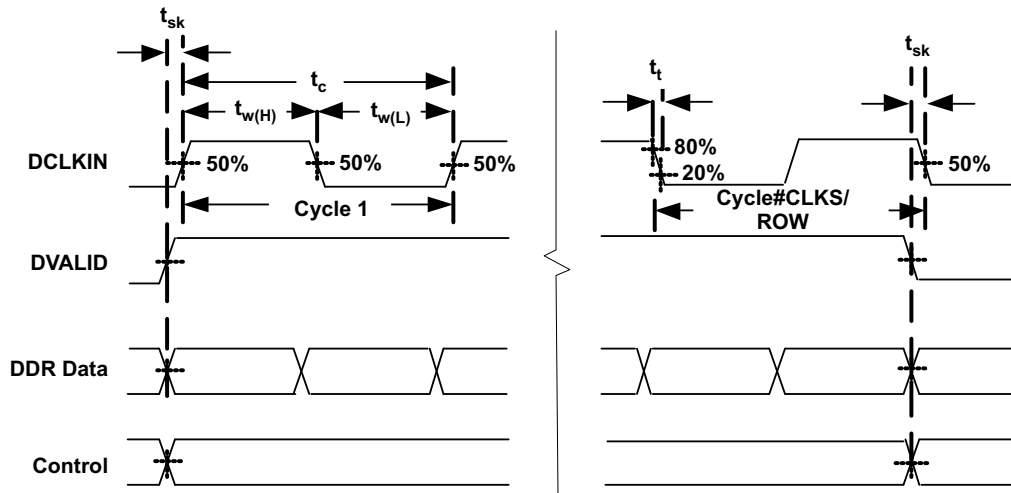 tsk
tc
tw(H)
tw(L)
DCLKIN
50%
50%
50%
Cycle 1
tt
tsk
80%
20%
50%
Cycle#CLKS/
ROW
DVALID
DDR Data
Control